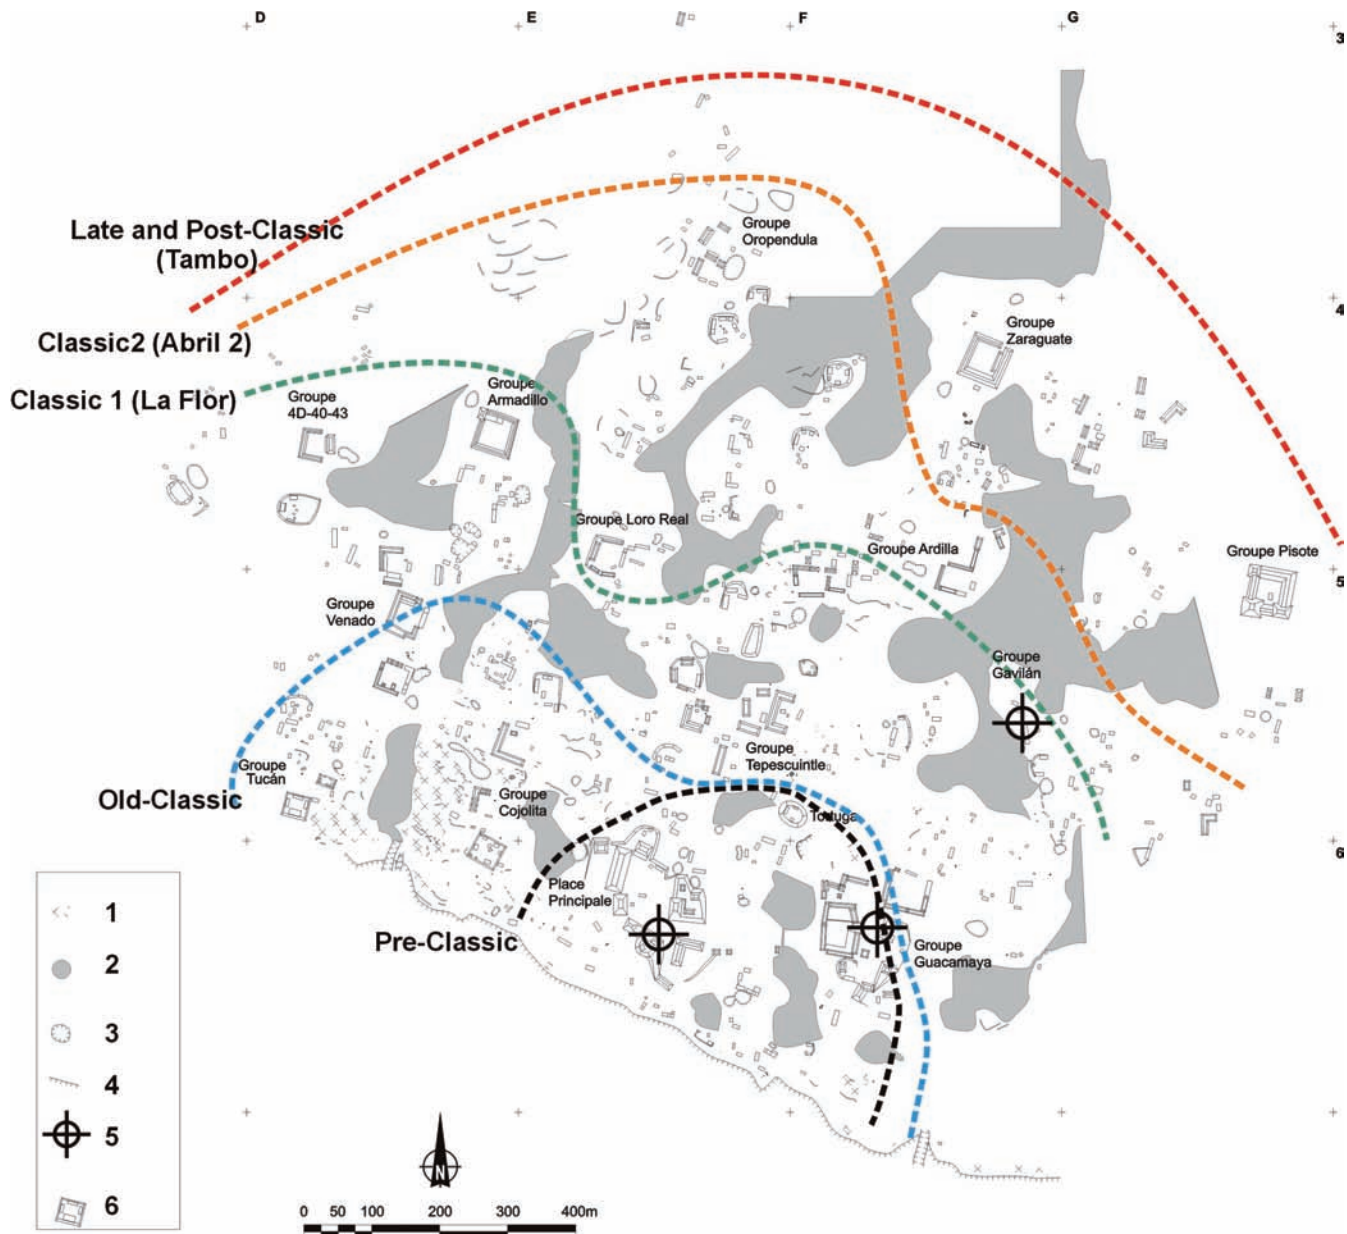 D
E
F
G
3
Groupe
Oropendula
Late and Post-Classic
(Tambo)
4
Groupe
Zaraguate
Classic2 (Abril 2)
Classic 1 (La Flor)
Groupe
4D-40-43
Groupe
Armadillo
Groupe Loro Real
Groupe Ardilla
Groupe Pisote
5
Groupe
Venado
Groupe
Gavilán
Groupe
Tepescuintle
Groupe
Tucán
Old-Classic
Groupe
Cojolita
Tortuga
6
Place
Principale
Pre-Classic
Groupe
Guacamaya
1
2
3
4
5
6
N
0 50 100 200 300 400m